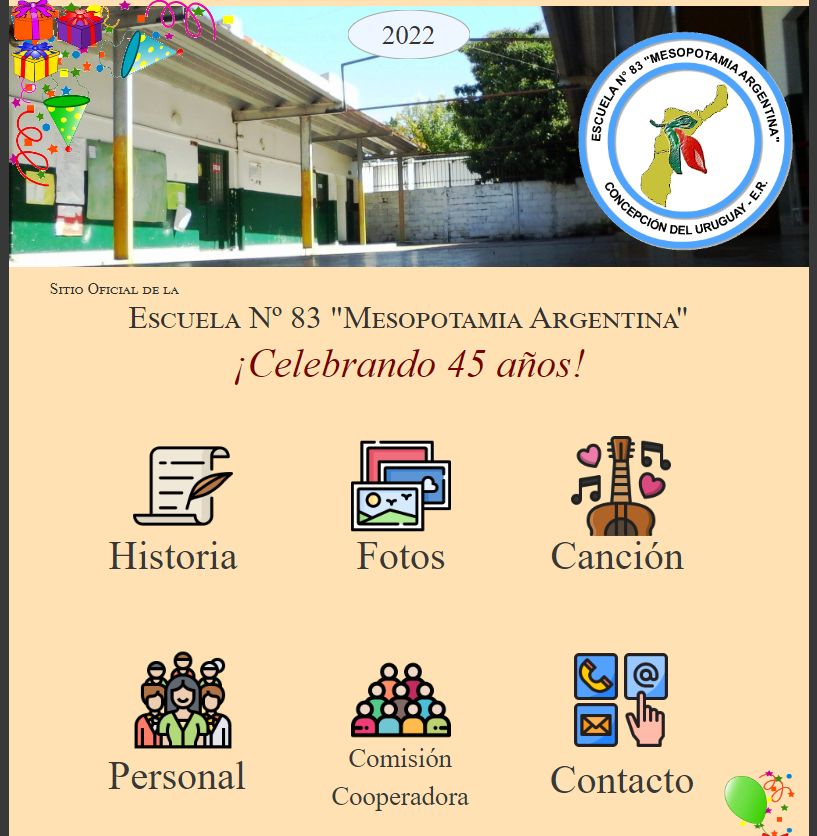 2022
ESCUELA N° 83 "MESOPOTAMIA ARGENTINA"
CONCEPCIÓN DEL URUGUAY - E.R.
Sitio Oficial de la
Escuela Nº 83 "Mesopotamia Argentina"
¡Celebrando 45 años!
Historia
Fotos
Canción
@
Personal
Comisión
Cooperadora
Contacto